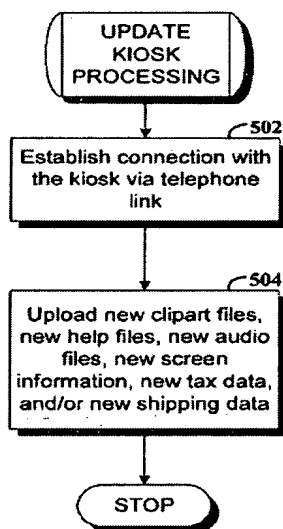 UPDATE
KIOSK
PROCESSING
502
Establish connection with
the kiosk via telephone
link
504
Upload new clipart files,
new help files, new audio
files, new screen
information, new tax data,
and/or new shipping data
STOP